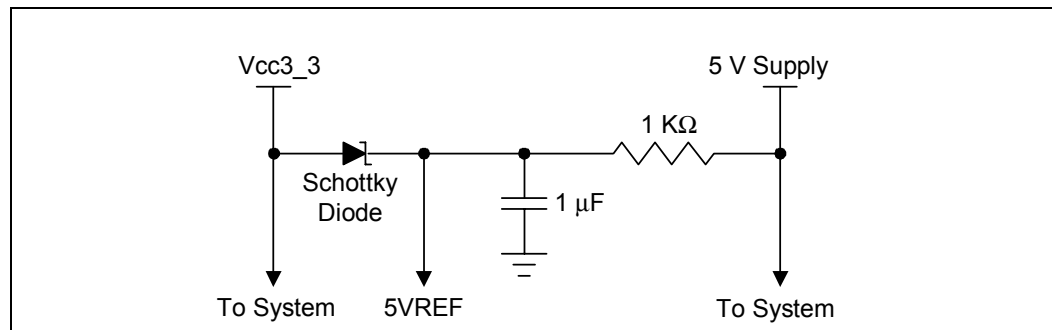 Vcc3_3
5 V Supply
1 KΩ
Schottky
Diode
1 μF
To System
5VREF
To System